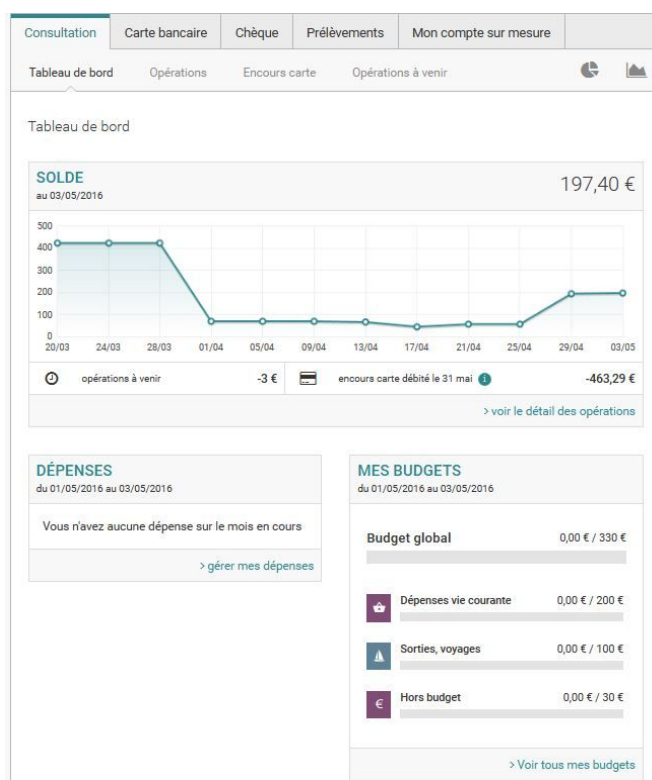 Consultation Carte bancaire Chèque Prélèvements Mon compte sur mesure
Tableau de bord Opérations Encours carte Opérations à venir
Tableau de bord
SOLDE 197,40 €
au 03/05/2016
500
400
300
200
100
0
20/03 24/03 28/03 01/04 05/04 09/04 13/04 17/04 21/04 25/04 29/04 03/05
opérations à venir -3 € encours carte débité le 31 mai i -463,29 €
> voir le détail des opérations
DÉPENSES
du 01/05/2016 au 03/05/2016
Vous n'avez aucune dépense sur le mois en cours
> gérer mes dépenses
MES BUDGETS
du 01/05/2016 au 03/05/2016
Budget global 0,00 € / 330 €
Dépenses vie courante 0,00 € / 200 €
Sorties, voyages 0,00 € / 100 €
€ Hors budget 0,00 € / 30 €
> Voir tous mes budgets